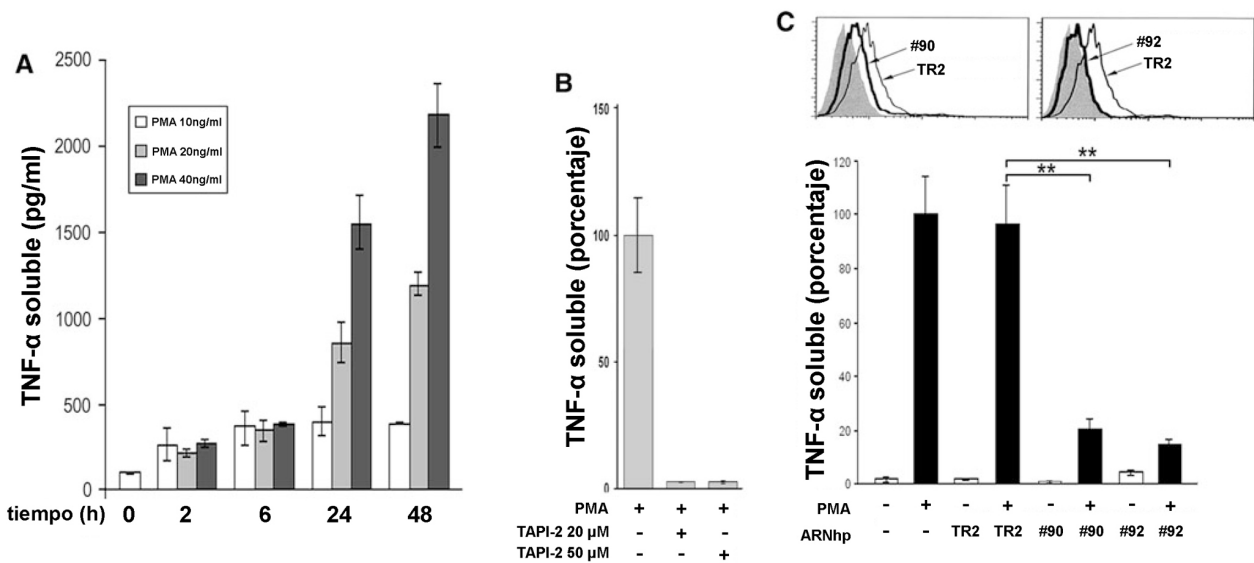 A
TNF-α soluble (pg/ml)
2500
2000
1500
1000
500
0
PMA 10ng/ml
PMA 20ng/ml
PMA 40ng/ml
tiempo (h) 0 2 6 24 48
B
TNF-α soluble (porcentaje)
150
100
50
0
PMA + + +
TAPI-2 20 µM - + -
TAPI-2 50 µM - - +
C
#90
TR2
#92
TR2
TNF-α soluble (porcentaje)
120
100
80
60
40
20
0
**
**
PMA - + - + - + - +
ARNhp - - TR2 TR2 #90 #90 #92 #92